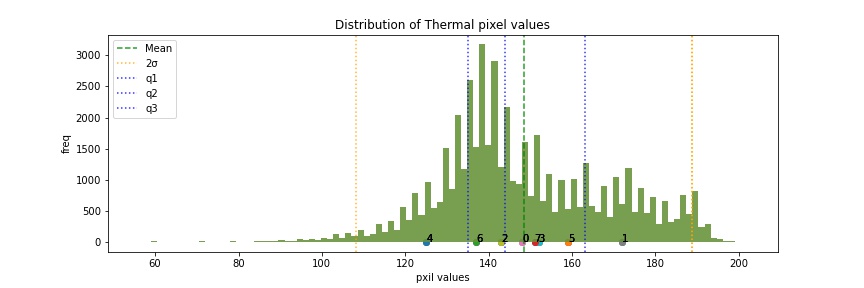 Distribution of Thermal pixel values
Mean
2σ
q1
q2
q3
freq
3000
2500
2000
1500
1000
500
0
4 6 2 0 7 3 5 1
60 80 100 120 140 160 180 200
pxil values